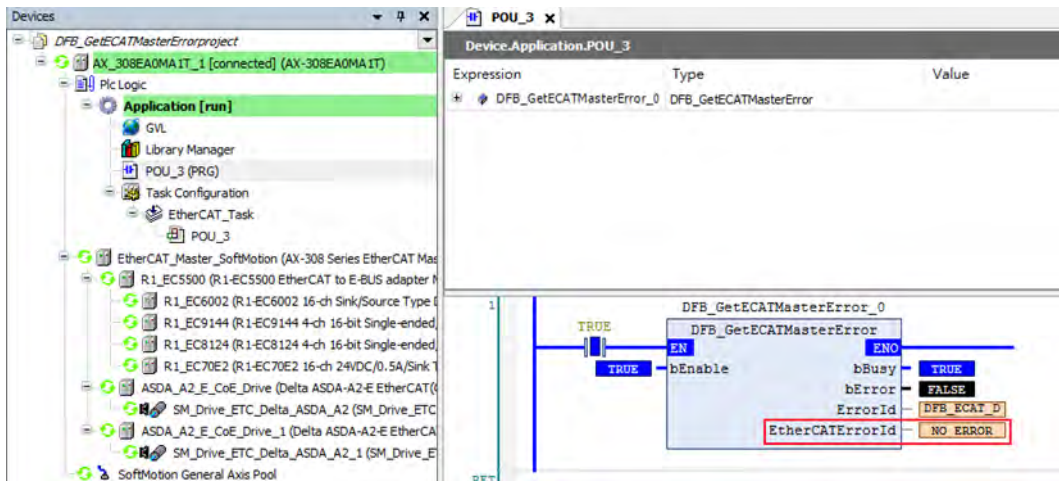 Devices
DFB_GetECATMasterErrorproject
AX_308EA0MA1T_1 [connected] (AX-308EA0MA1T)
Plc Logic
Application [run]
GVL
Library Manager
POU_3 (PRG)
Task Configuration
EtherCAT_Task
POU_3
EtherCAT_Master_SoftMotion (AX-308 Series EtherCAT Mas
R1_EC5500 (R1-EC5500 EtherCAT to E-BUS adapter
R1_EC6002 (R1-EC6002 16-ch Sink/Source Type
R1_EC9144 (R1-EC9144 4-ch 16-bit Single-ended,
R1_EC8124 (R1-EC8124 4-ch 16-bit Single-ended,
R1_EC70E2 (R1-EC70E2 16-ch 24VDC/0.5A/Sink T
ASDA_A2_E_CoE_Drive (Delta ASDA-A2-E EtherCAT(
SM_Drive_ETC_Delta_ASDA_A2 (SM_Drive_ETC
ASDA_A2_E_CoE_Drive_1 (Delta ASDA-A2-E EtherCA
SM_Drive_ETC_Delta_ASDA_A2_1 (SM_Drive_E
SoftMotion General Axis Pool
POU_3
Device.Application.POU_3
Expression Type Value
DFB_GetECATMasterError_0 DFB_GetECATMasterError
1
DFB_GetECATMasterError_0
TRUE DFB_GetECATMasterError
EN ENO
TRUE bEnable bBusy TRUE
bError FALSE
ErrorId DFB_ECAT_D
EtherCATErrorId NO ERROR
RET